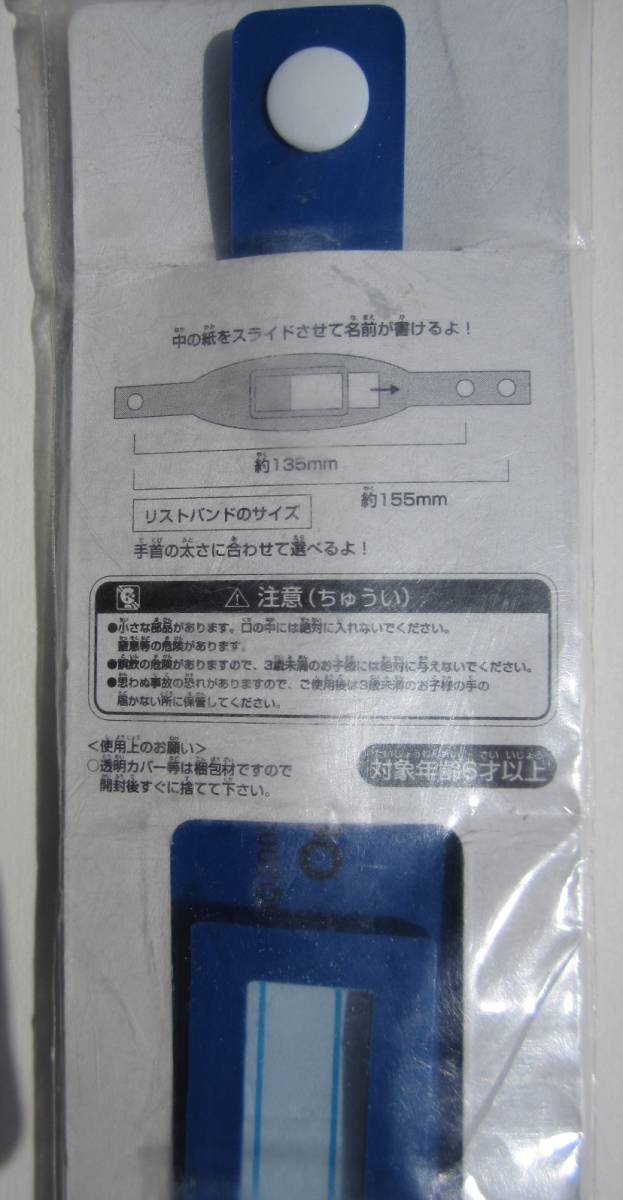 中の紙をスライドさせて名前が書けるよ!
約135mm
約155mm
リストバンドのサイズ
手首の太さに合わせて選べるよ!
⚠ 注意(ちゅうい)
●小さな部品があります。口の中には絶対に入れないでください。
窒息等の危険があります。
●誤飲の危険がありますので、3歳未満のお子様には絶対に与えないでください。
●思わぬ事故の恐れがありますので、ご使用後は3歳未満のお子様の手の
届かない所に保管してください。
<使用上のお願い>
○透明カバー等は梱包材ですので
開封後すぐに捨てて下さい。
対象年齢6才以上